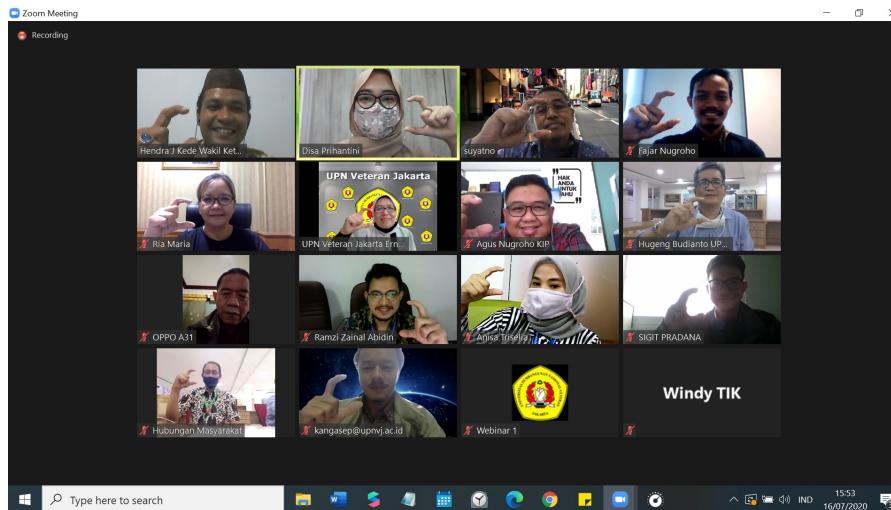 Zoom Meeting
Recording
Hendra J Kede Wakil Ket...
Disa Prihantini
suyatno
Fajar Nugroho
Ria Maria
UPN Veteran Jakarta
UPN Veteran Jakarta Ern...
HAK
ANDA
UNTUK
TAHU
Agus Nugroho KIP
Hugeng Budianto UP...
OPPO A31
Ramzi Zainal Abidin
Anisa Triselia
SIGIT PRADANA
Hubungan Masyarakat
kangasep@upnvj.ac.id
JAKARTA
Webinar 1
Windy TIK
Type here to search
IND
15:53
16/07/2020